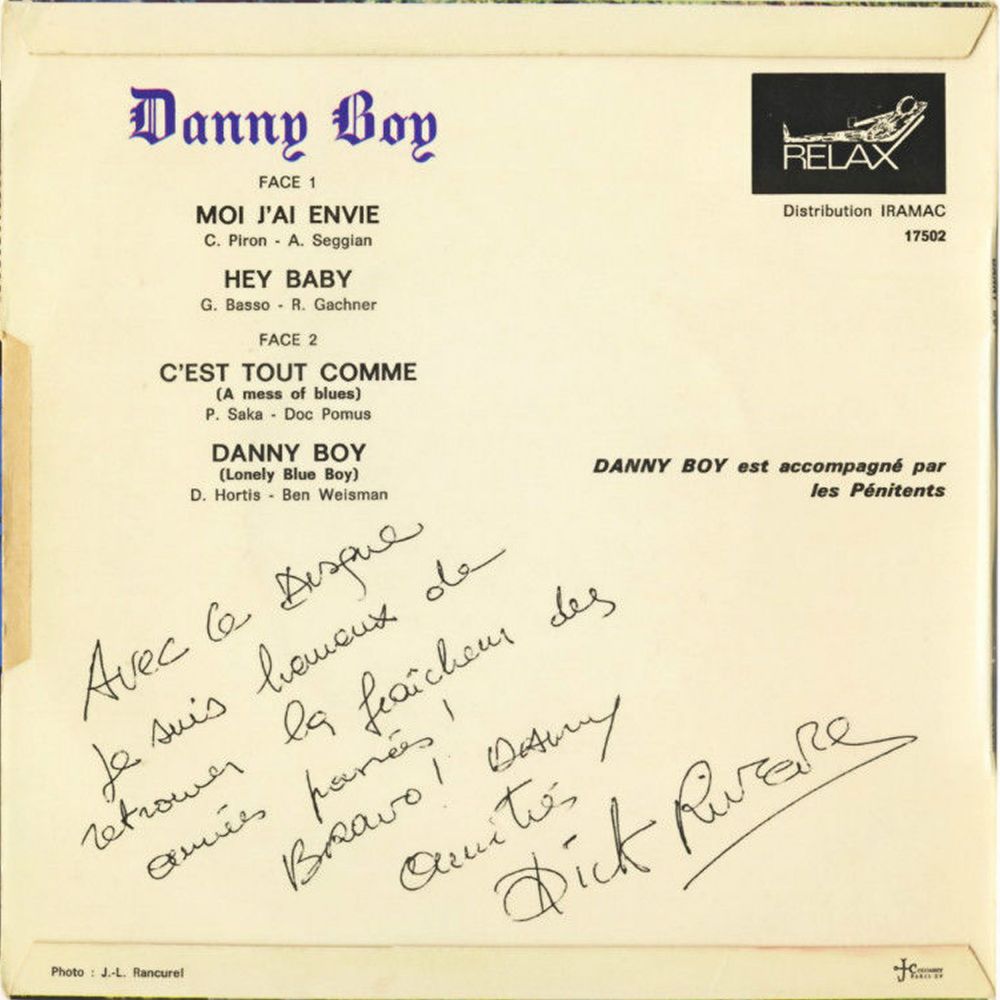 Danny Boy
FACE 1
MOI J'AI ENVIE
C. Piron - A. Seggian
HEY BABY
G. Basso - R. Gachner
FACE 2
C'EST TOUT COMME
(A mess of blues)
P. Saka - Doc Pomus
DANNY BOY
(Lonely Blue Boy)
D. Hortis - Ben Weisman
RELAX
Distribution IRAMAC
17502
DANNY BOY est accompagné par
les Pénitents
Avec ce Disque
Je suis heureux de
retrouver la fraîcheur des
années passées !
Bravo ! DANNY
amitiés
Dick Rivers
Photo : J.-L. Rancurel
PARIS